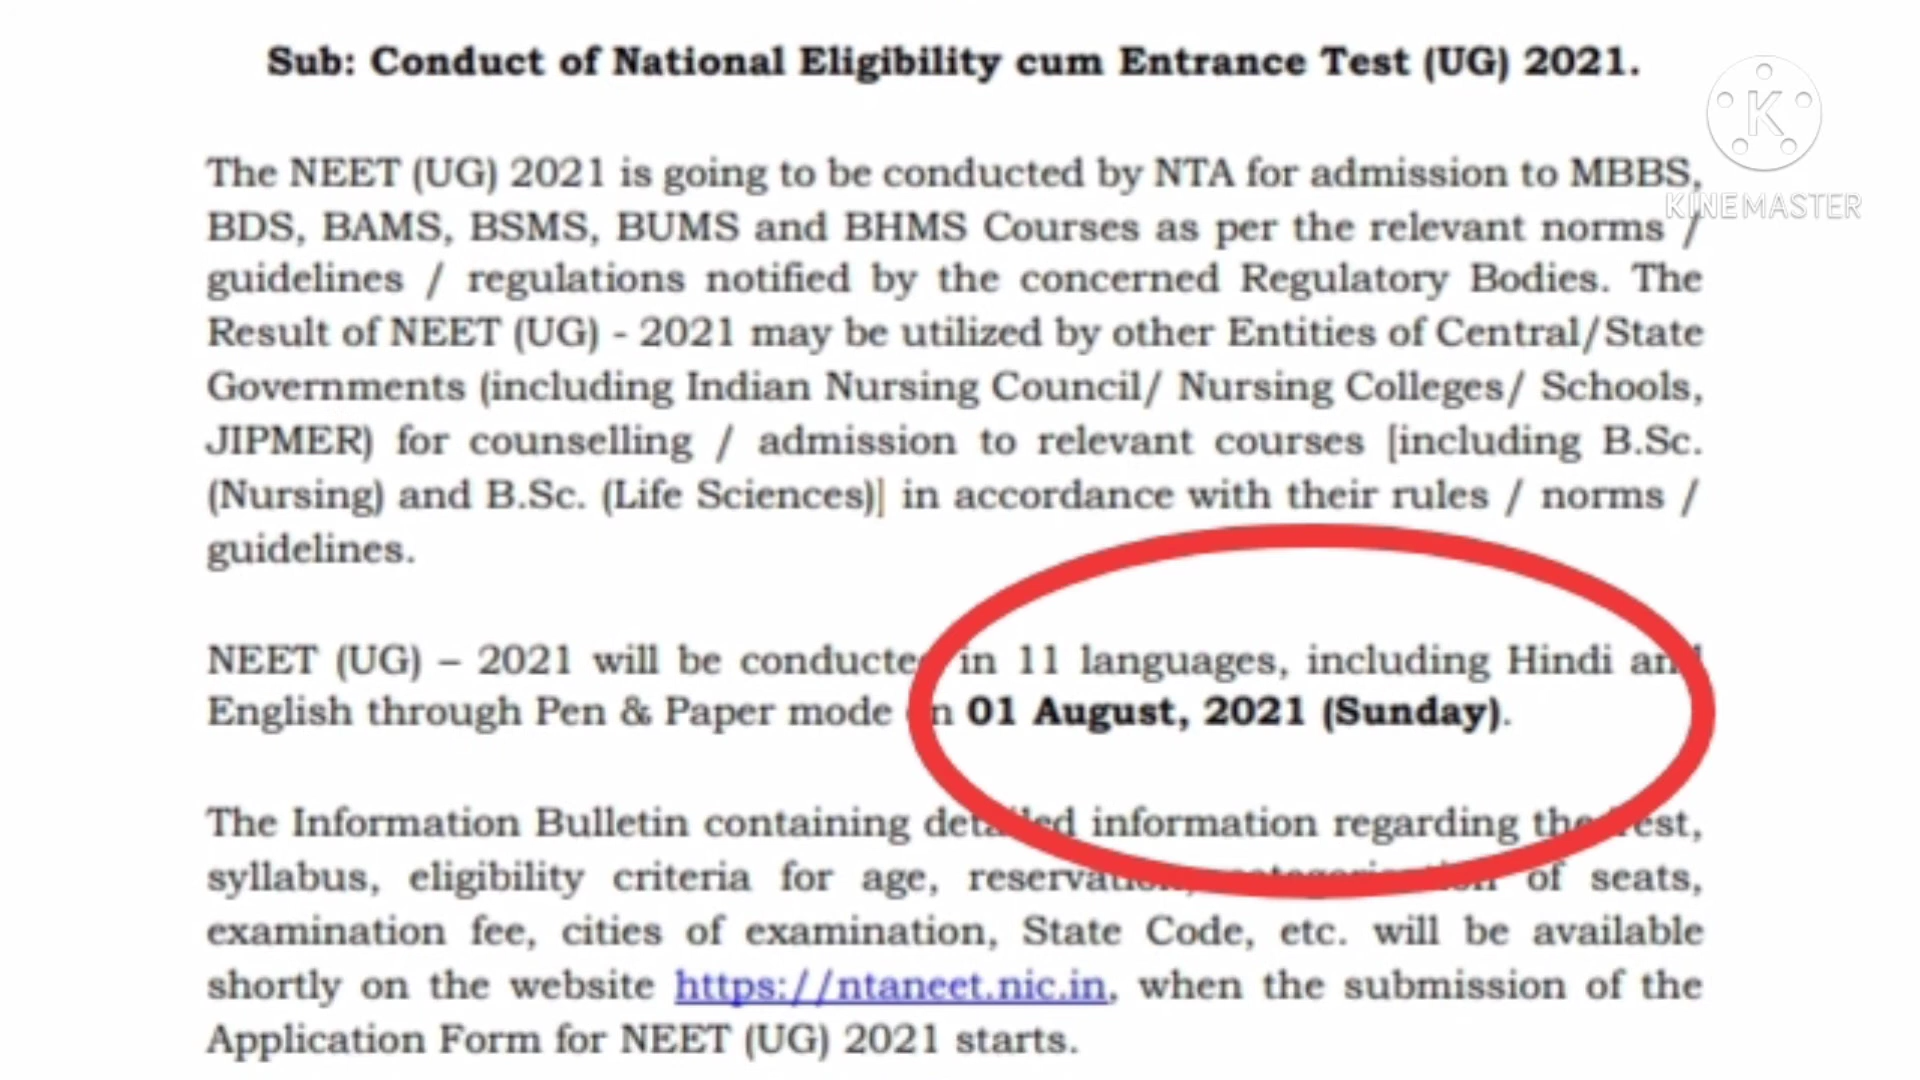 Sub: Conduct of National Eligibility cum Entrance Test (UG) 2021.
The NEET (UG) 2021 is going to be conducted by NTA for admission to MBBS,
BDS, BAMS, BSMS, BUMS and BHMS Courses as per the relevant norms /
guidelines / regulations notified by the concerned Regulatory Bodies. The
Result of NEET (UG) - 2021 may be utilized by other Entities of Central/State
Governments (including Indian Nursing Council/ Nursing Colleges/ Schools,
JIPMER) for counselling / admission to relevant courses [including B.Sc.
(Nursing) and B.Sc. (Life Sciences)] in accordance with their rules / norms /
guidelines.
NEET (UG) – 2021 will be conducted in 11 languages, including Hindi and
English through Pen & Paper mode on 01 August, 2021 (Sunday).
The Information Bulletin containing detailed information regarding the Test,
syllabus, eligibility criteria for age, reservation, categorisation of seats,
examination fee, cities of examination, State Code, etc. will be available
shortly on the website https://ntaneet.nic.in, when the submission of the
Application Form for NEET (UG) 2021 starts.
K
KINEMASTER